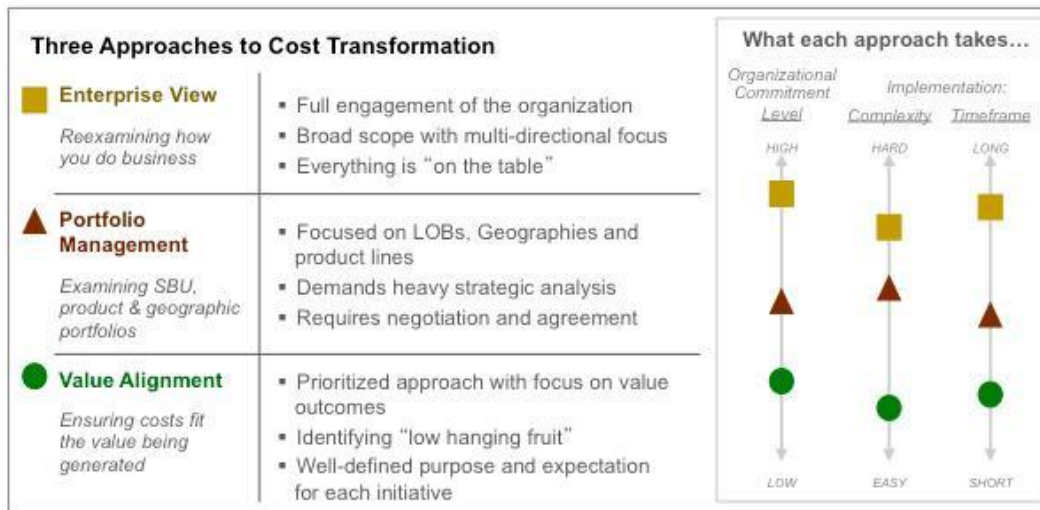 Three Approaches to Cost Transformation
Enterprise View
Reexamining how
you do business
▪ Full engagement of the organization
▪ Broad scope with multi-directional focus
▪ Everything is “on the table”
Portfolio
Management
Examining SBU,
product & geographic
portfolios
▪ Focused on LOBs, Geographies and
product lines
▪ Demands heavy strategic analysis
▪ Requires negotiation and agreement
Value Alignment
Ensuring costs fit
the value being
generated
▪ Prioritized approach with focus on value
outcomes
▪ Identifying “low hanging fruit”
▪ Well-defined purpose and expectation
for each initiative
What each approach takes…
Organizational
Commitment
Level
Implementation:
Complexity
Timeframe
HIGH
HARD
LONG
LOW
EASY
SHORT